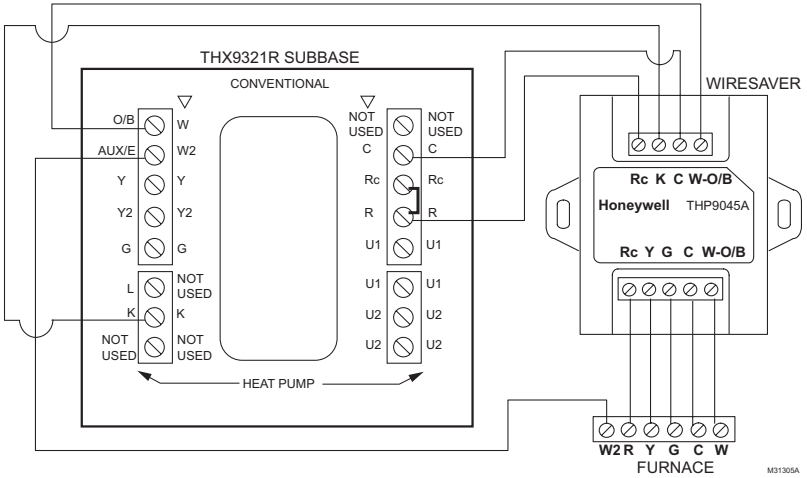 THX9321R SUBBASE
CONVENTIONAL
WIRESAVER
O/B W
AUX/E W2
Y Y
Y2 Y2
G G
L NOT
USED
K K
NOT NOT
USED USED
NOT NOT
USED USED
C C
Rc Rc
R R
U1 U1
U1 U1
U2 U2
U2 U2
HEAT PUMP
Rc K C W-O/B
Honeywell THP9045A
Rc Y G C W-O/B
W2 R Y G C W
FURNACE
M31305A